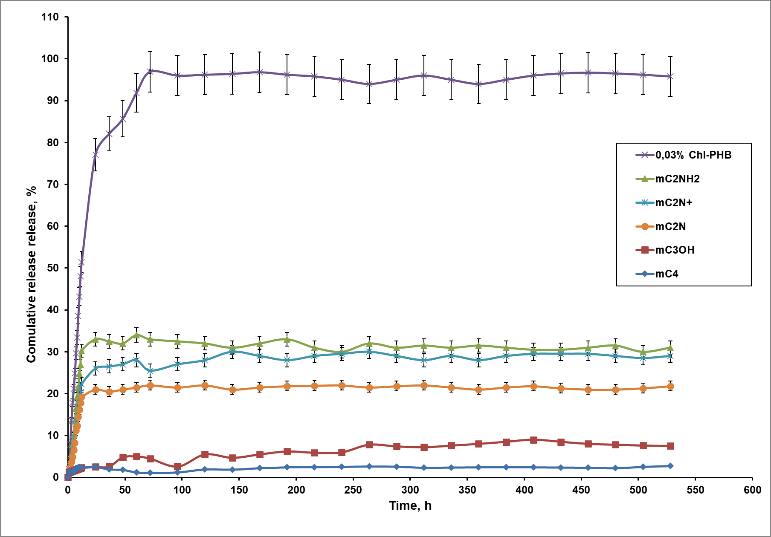 110
100
90
80
70
60
50
40
30
20
10
0
Comulative release release, %
0 50 100 150 200 250 300 350 400 450 500 550 600
Time, h
0,03% Chl-PHB
mC2NH2
mC2N+
mC2N
mC3OH
mC4